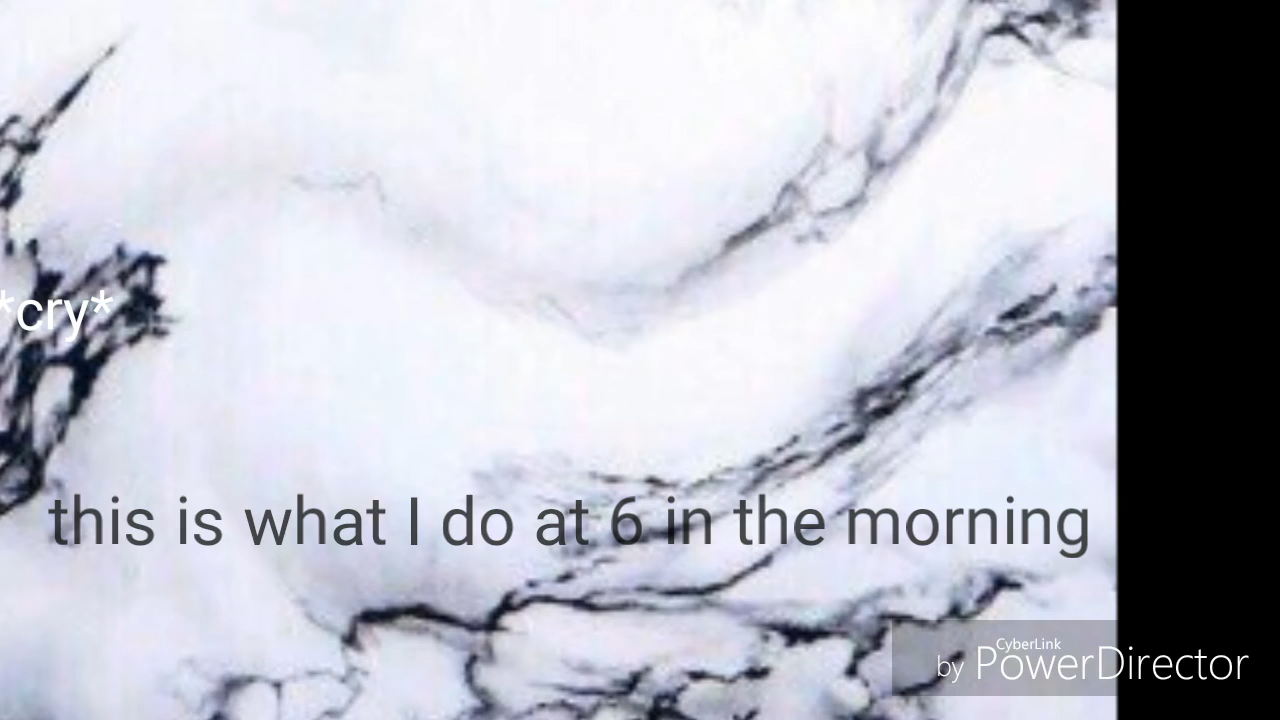 *cry*
this is what I do at 6 in the morning
CyberLink
by PowerDirector